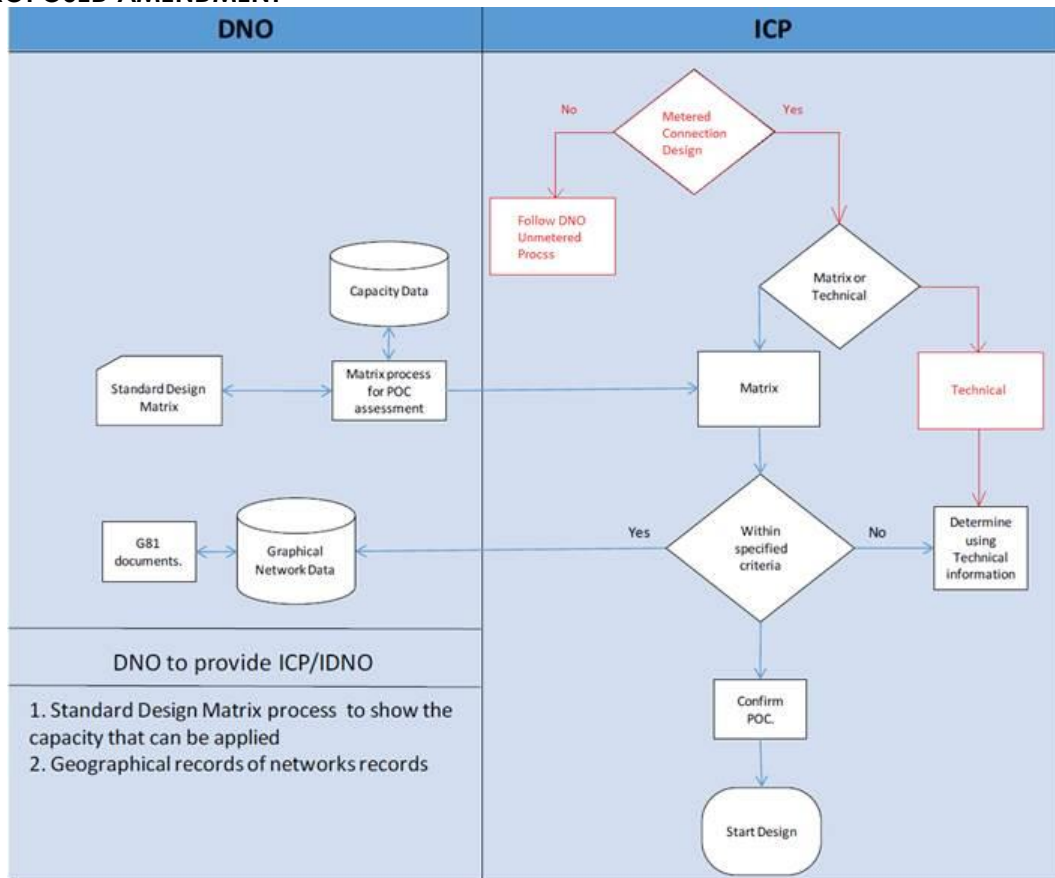 DNO
ICP
No
Metered
Connection
Design
Yes
Follow DNO
Unmetered
Procss
Matrix or
Technical
Capacity Data
Standard Design
Matrix
Matrix process
for POC
assessment
Matrix
Technical
G81
documents.
Graphical
Network Data
Yes
Within
specified
criteria
No
Determine
using
Technical
information
DNO to provide ICP/IDNO
1. Standard Design Matrix process to show the
capacity that can be applied
2. Geographical records of networks records
Confirm
POC.
Start Design